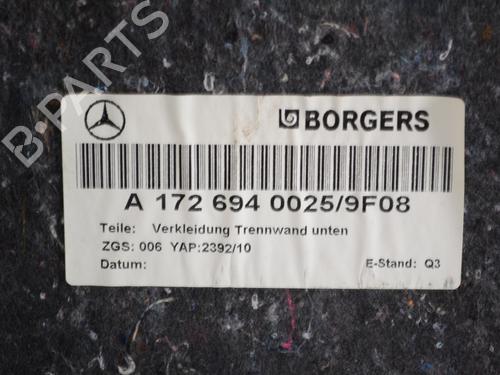 B-PARTS
BORGERS
A 172 694 0025/9F08
Teile: Verkleidung Trennwand unten
ZGS: 006 YAP:2392/10
Datum: E-Stand: Q3